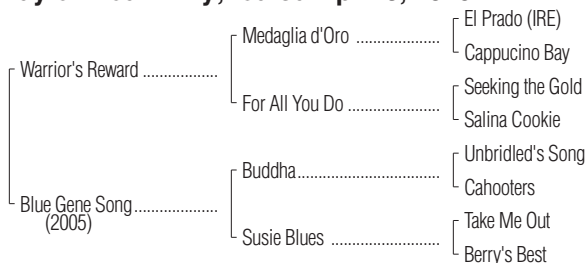 El Prado (IRE)
Medaglia d'Oro ....................
Cappucino Bay
Warrior's Reward .................
Seeking the Gold
For All You Do ......................
Salina Cookie
Unbridled's Song
Buddha...................................
Cahooters
Blue Gene Song...................
(2005)
Take Me Out
Susie Blues ..........................
Berry's Best